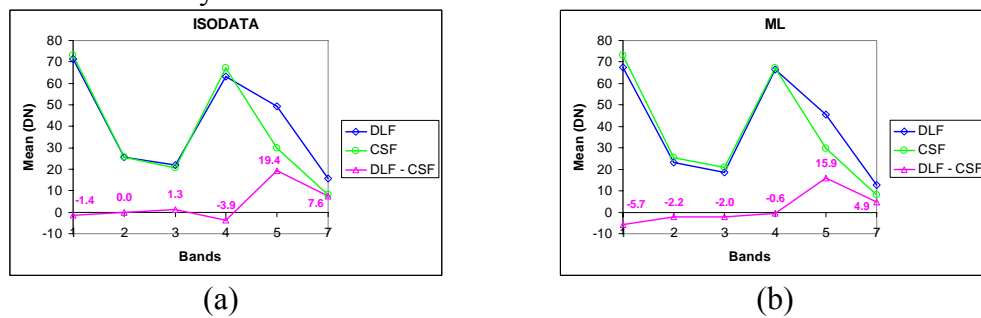 ISODATA
80
70
60
50
40
30
20
10
0
-10
Mean (DN)
-1.4 0.0 1.3 -3.9 19.4 7.6
1 2 3 4 5 7
Bands
DLF
CSF
DLF - CSF
(a)
ML
80
70
60
50
40
30
20
10
0
-10
Mean (DN)
-5.7 -2.2 -2.0 -0.6 15.9 4.9
1 2 3 4 5 7
Bands
DLF
CSF
DLF - CSF
(b)